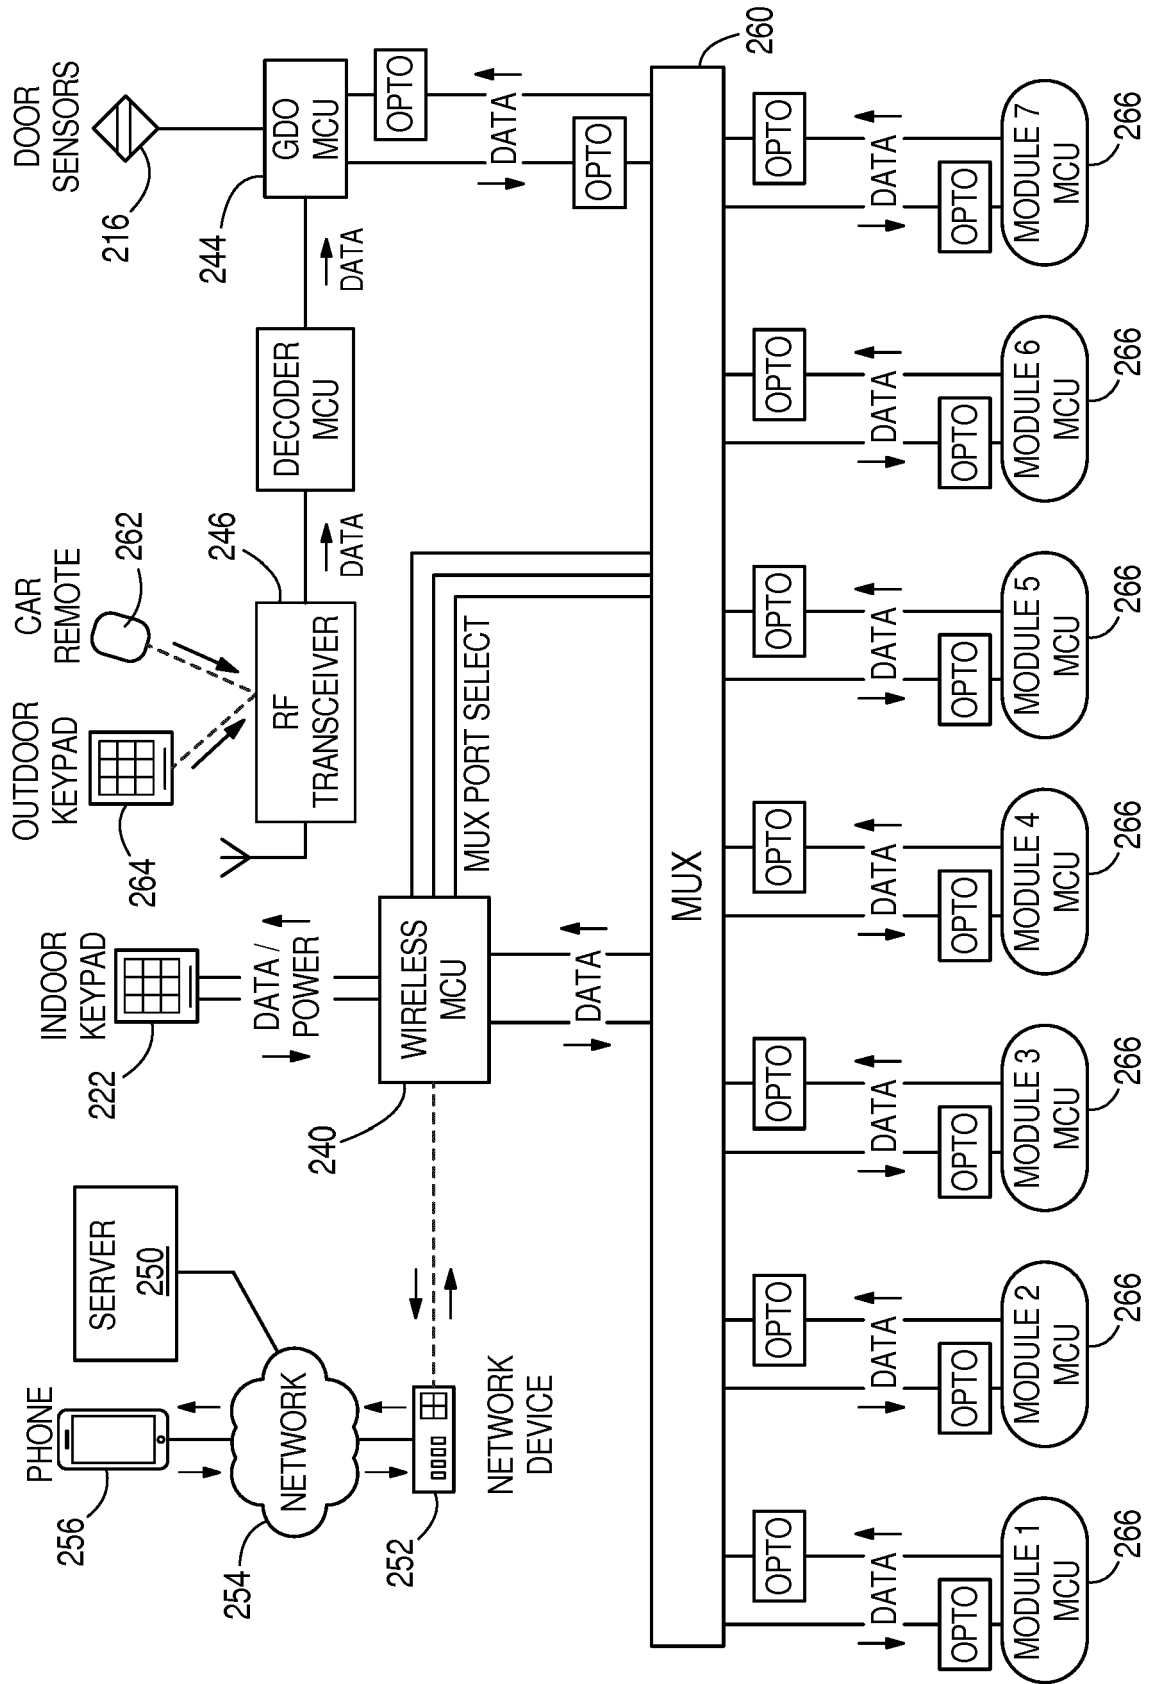 PHONE
256
SERVER
250
254
NETWORK
252
NETWORK
DEVICE
INDOOR
KEYPAD
222
DATA /
POWER
240
WIRELESS
MCU
DATA
OUTDOOR
KEYPAD
264
CAR
REMOTE
262
246
RF
TRANSCEIVER
DATA
MUX PORT SELECT
DECODER
MCU
DATA
DOOR
SENSORS
216
244
GDO
MCU
OPTO
DATA
OPTO
260
MUX
OPTO
DATA
OPTO
MODULE 1
MCU
266
OPTO
DATA
OPTO
MODULE 2
MCU
266
OPTO
DATA
OPTO
MODULE 3
MCU
266
OPTO
DATA
OPTO
MODULE 4
MCU
266
OPTO
DATA
OPTO
MODULE 5
MCU
266
OPTO
DATA
OPTO
MODULE 6
MCU
266
OPTO
DATA
OPTO
MODULE 7
MCU
266